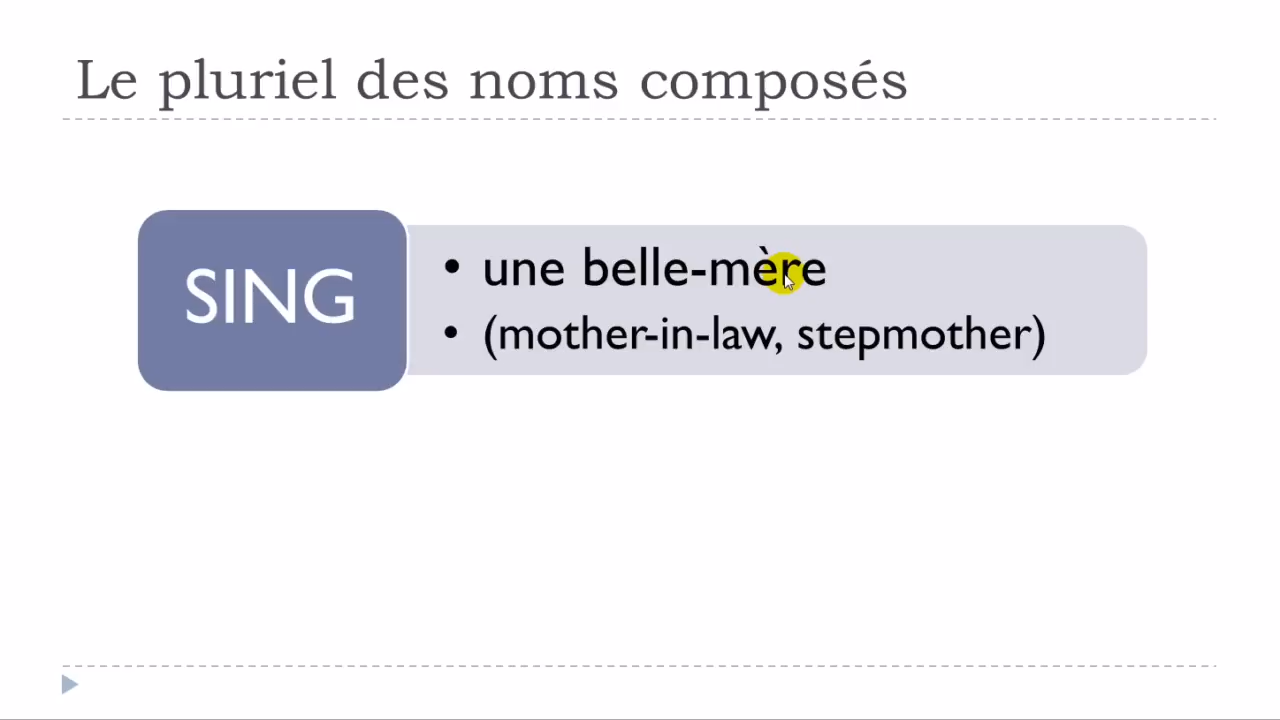 Le pluriel des noms composés
SING
• une belle-mère
• (mother-in-law, stepmother)